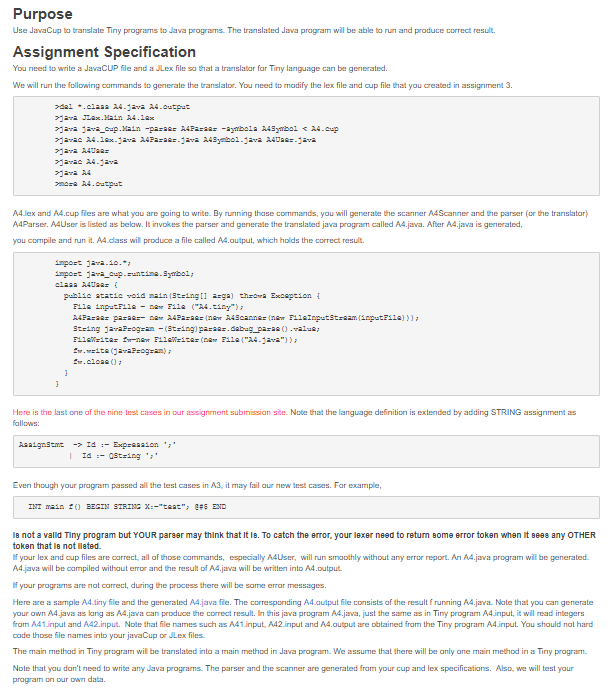 Purpose
Use JavaCup to translate Tiny programs to Java programs. The translated Java program will be able to run and produce correct result.
Assignment Specification
You need to write a JavaCUP file and a JLex file so that a translator for Tiny language can be generated.
We will run the following commands to generate the translator. You need to modify the lex file and cup file that you created in assignment 3.
>del *.class A4.java A4.output
>java JLex.Main A4.lex
>java java_cup.Main -parser A4Parser -symbols A4Symbol < A4.cup
>javac A4.lex.java A4Parser.java A4Symbol.java A4User.java
>java A4User
>javac A4.java
>java A4
>more A4.output
A4.lex and A4.cup files are what you are going to write. By running those commands, you will generate the scanner A4Scanner and the parser (or the translator)
A4Parser. A4User is listed as below. It invokes the parser and generate the translated java program called A4.java. After A4.java is generated,
you compile and run it. A4.class will produce a file called A4.output, which holds the correct result.
import java.io.*;
import java_cup.runtime.Symbol;
class A4User {
public static void main(String[] args) throws Exception {
File inputFile = new File ("A4.tiny");
A4Parser parser= new A4Parser(new A4Scanner(new FileInputStream(inputFile)));
String javaProgram =(String)parser.debug_parse().value;
FileWriter fw=new FileWriter(new File("A4.java"));
fw.write(javaProgram);
fw.close();
}
}
Here is the last one of the nine test cases in our assignment submission site. Note that the language definition is extended by adding STRING assignment as
follows:
AssignStmt -> Id := Expression ';'
| Id := QString ';'
Even though your program passed all the test cases in A3, it may fail our new test cases. For example,
INT main f() BEGIN STRING X:="test"; @#$ END
is not a valid Tiny program but YOUR parser may think that it is. To catch the error, your lexer need to return some error token when it sees any OTHER
token that is not listed.
If your lex and cup files are correct, all of those commands, especially A4User, will run smoothly without any error report. An A4.java program will be generated.
A4.java will be compiled without error and the result of A4.java will be written into A4.output.
If your programs are not correct, during the process there will be some error messages.
Here are a sample A4.tiny file and the generated A4.java file. The corresponding A4.output file consists of the result f running A4.java. Note that you can generate
your own A4.java as long as A4.java can produce the correct result. In this java program A4.java, just the same as in Tiny program A4.input, it will read integers
from A41.input and A42.input. Note that file names such as A41.input, A42.input and A4.output are obtained from the Tiny program A4.input. You should not hard
code those file names into your javaCup or JLex files.
The main method in Tiny program will be translated into a main method in Java program. We assume that there will be only one main method in a Tiny program.
Note that you don't need to write any Java programs. The parser and the scanner are generated from your cup and lex specifications. Also, we will test your
program on our own data.